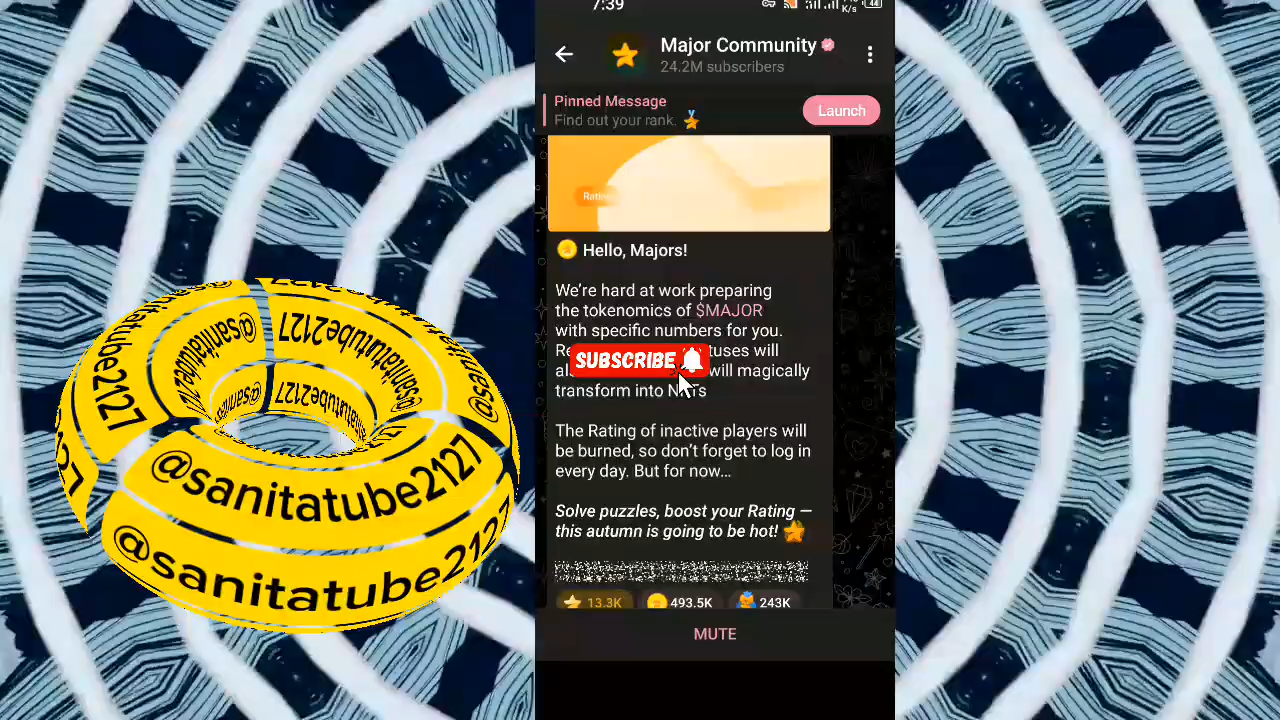 7:39
K/s
44
Major Community
24.2M subscribers
Pinned Message
Find out your rank.
Launch
Hello, Majors!
We're hard at work preparing
the tokenomics of $MAJOR
with specific numbers for you.
tuses will
SUBSCRIBE
will magically
transform into
The Rating of inactive players will
be burned, so don't forget to log in
every day. But for now…
Solve puzzles, boost your Rating —
this autumn is going to be hot!
13.3K 493.5K 243K
MUTE
@sanitatube2127
@sanitatube2127